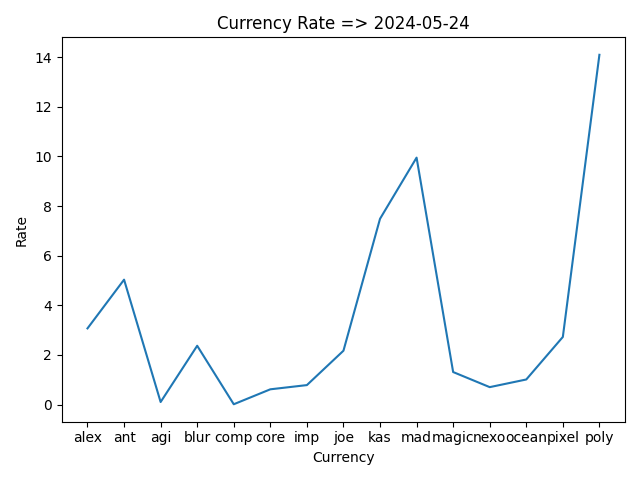 Currency Rate => 2024-05-24
14
12
10
8
6
4
2
0
Rate
alex ant agi blur comp core imp joe kas mad magic nexo ocean pixel poly
Currency